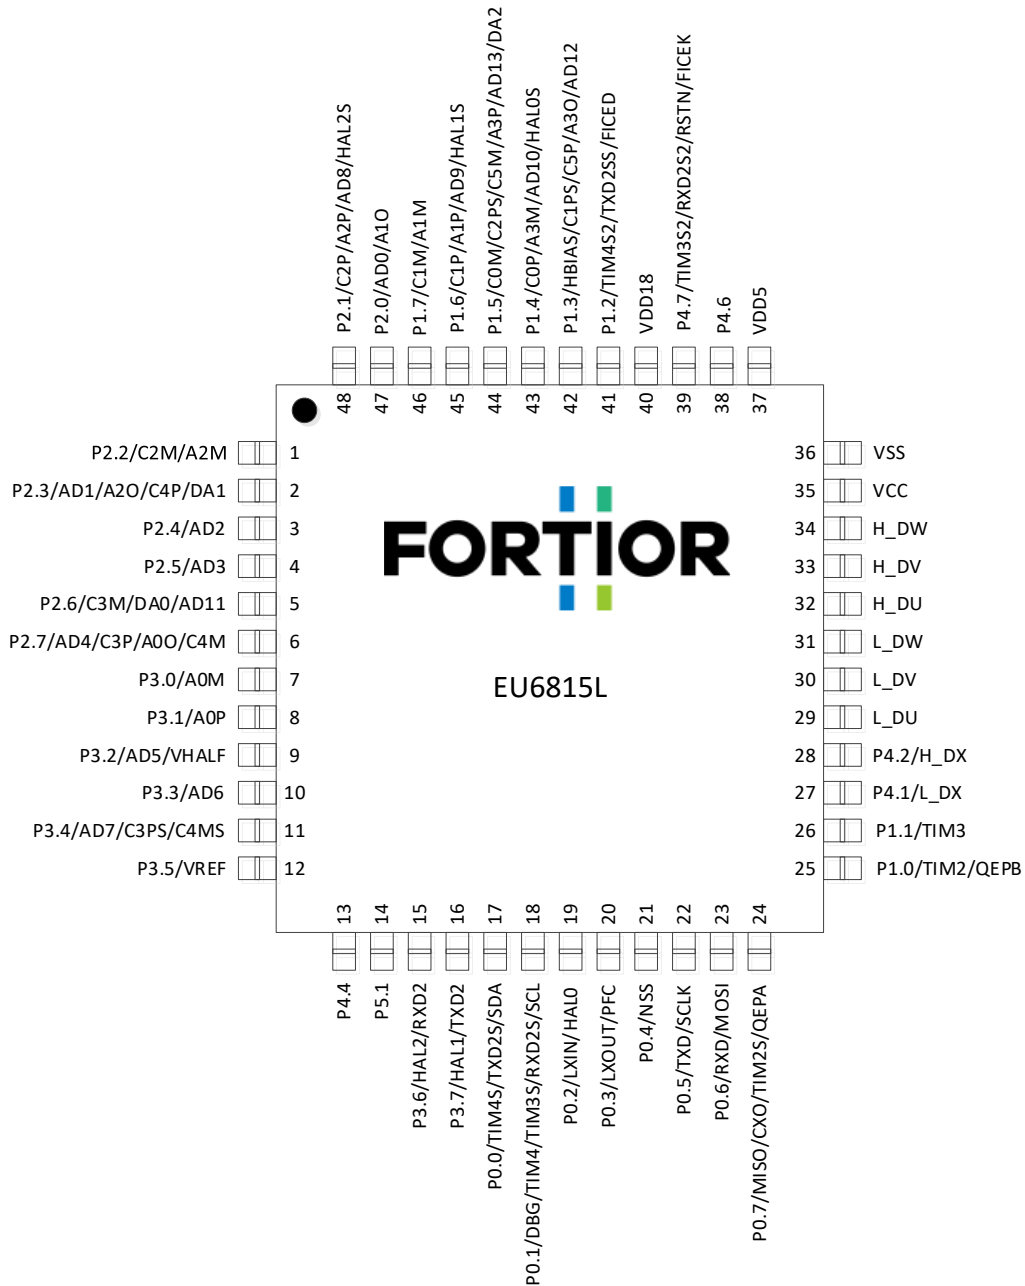 P2.1/C2P/A2P/AD8/HAL2S
P2.0/AD0/A1O
P1.7/C1M/A1M
P1.6/C1P/A1P/AD9/HAL1S
P1.5/C0M/C2PS/C5M/A3P/AD13/DA2
P1.4/C0P/A3M/AD10/HAL0S
P1.3/HBIAS/C1PS/C5P/A3O/AD12
P1.2/TIM4S2/TXD2SS/FICED
VDD18
P4.7/TIM3S2/RXD2S2/RSTN/FICEK
P4.6
VDD5
48
47
46
45
44
43
42
41
40
39
38
37
P2.2/C2M/A2M 1
P2.3/AD1/A2O/C4P/DA1 2
P2.4/AD2 3
P2.5/AD3 4
P2.6/C3M/DA0/AD11 5
P2.7/AD4/C3P/A0O/C4M 6
P3.0/A0M 7
P3.1/A0P 8
P3.2/AD5/VHALF 9
P3.3/AD6 10
P3.4/AD7/C3PS/C4MS 11
P3.5/VREF 12
FORTIOR
EU6815L
36 VSS
35 VCC
34 H_DW
33 H_DV
32 H_DU
31 L_DW
30 L_DV
29 L_DU
28 P4.2/H_DX
27 P4.1/L_DX
26 P1.1/TIM3
25 P1.0/TIM2/QEPB
13
14
15
16
17
18
19
20
21
22
23
24
P4.4
P5.1
P3.6/HAL2/RXD2
P3.7/HAL1/TXD2
P0.0/TIM4S/TXD2S/SDA
P0.1/DBG/TIM4/TIM3S/RXD2S/SCL
P0.2/LXIN/HAL0
P0.3/LXOUT/PFC
P0.4/NSS
P0.5/TXD/SCLK
P0.6/RXD/MOSI
P0.7/MISO/CXO/TIM2S/QEPA